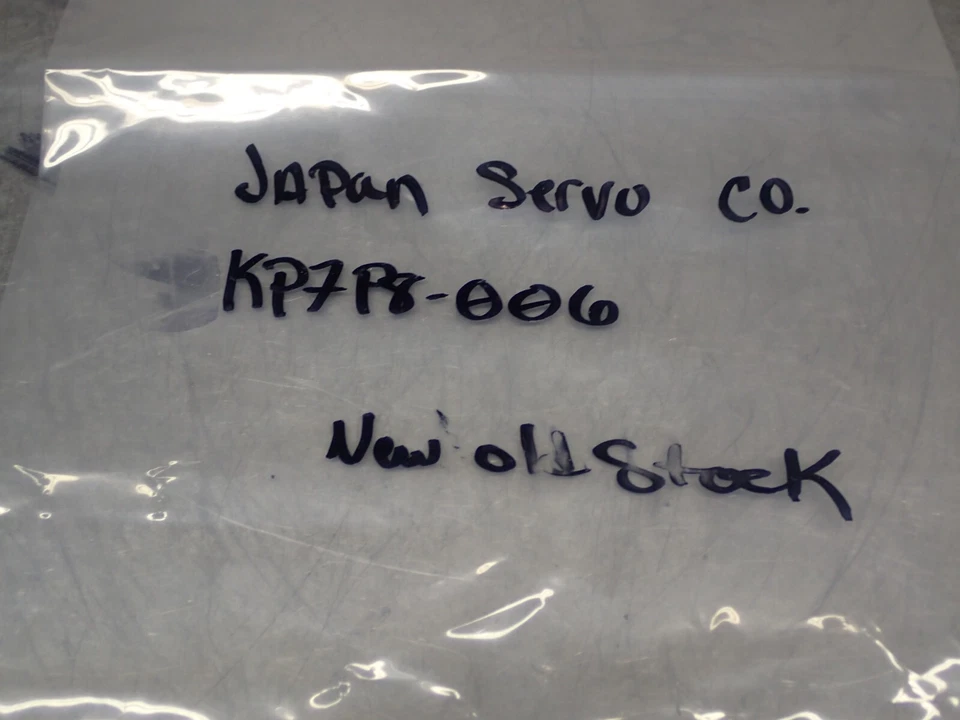 JAPan Servo CO.
KP7P8-006
New old Stock